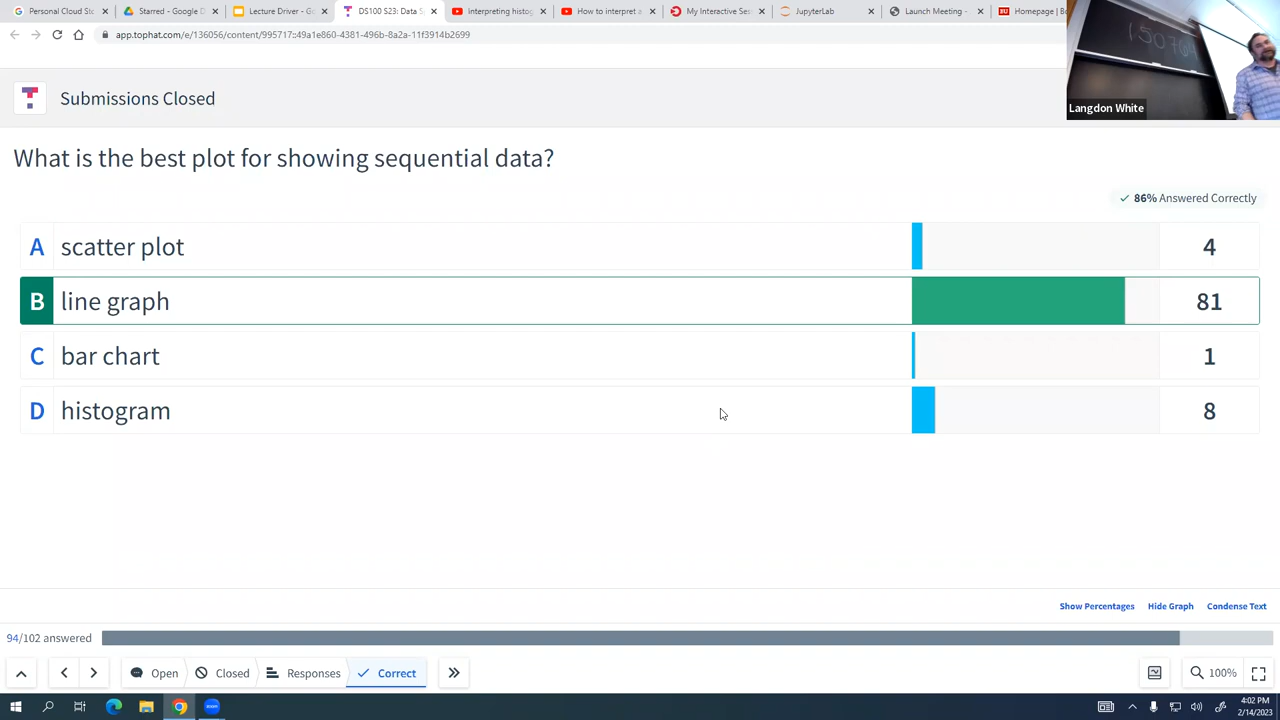 Personal Cloud Sto
Starred - Google D
Lecture Driver - Go
DS100 S23: Data S
Interpreting histog
How to interpret a
My Interactive Ses
JupyterLab
Launch Meeting -
Homepage | Bo
app.tophat.com/e/136056/content/995717::49a1e860-4381-496b-8a2a-11f3914b2699
Langdon White
Submissions Closed
What is the best plot for showing sequential data?
86% Answered Correctly
A scatter plot 4
B line graph 81
C bar chart 1
D histogram 8
Show Percentages Hide Graph Condense Text
94/102 answered
Open Closed Responses Correct 100%
4:02 PM
2/14/2023